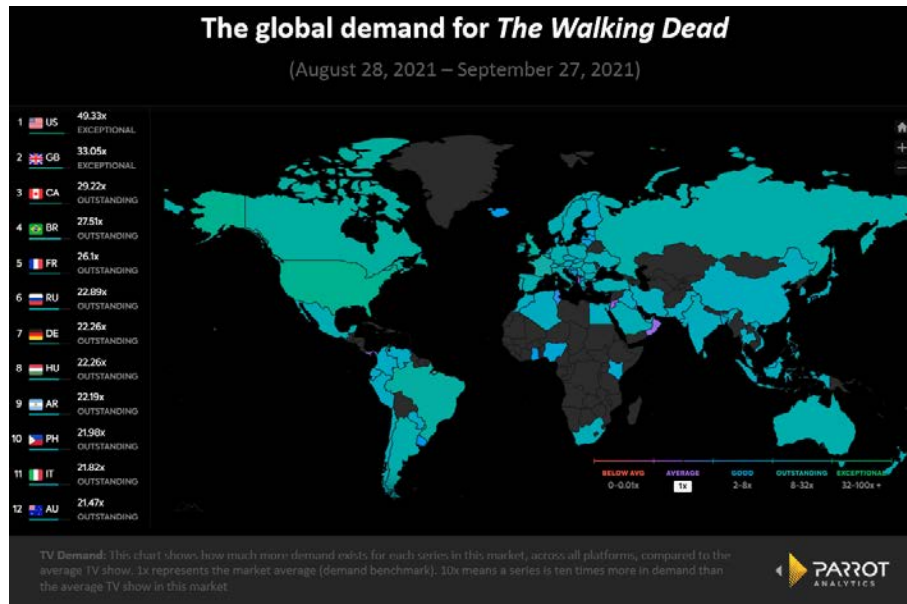 The global demand for The Walking Dead
(August 28, 2021 – September 27, 2021)
1 US 49.33x
EXCEPTIONAL
2 GB 33.05x
EXCEPTIONAL
3 CA 29.22x
OUTSTANDING
4 BR 27.51x
OUTSTANDING
5 FR 26.1x
OUTSTANDING
6 RU 22.89x
OUTSTANDING
7 DE 22.26x
OUTSTANDING
8 HU 22.26x
OUTSTANDING
9 AR 22.19x
OUTSTANDING
10 PH 21.98x
OUTSTANDING
11 IT 21.82x
OUTSTANDING
12 AU 21.47x
OUTSTANDING
BELOW AVG AVERAGE GOOD OUTSTANDING EXCEPTIONAL
0-0.01x 1x 2-8x 8-32x 32-100x +
TV Demand: This chart shows how much more demand exists for each series in this market, across all platforms, compared to the
average TV show. 1x represents the market average (demand benchmark). 10x means a series is ten times more in demand than
the average TV show in this market
PARROT
ANALYTICS